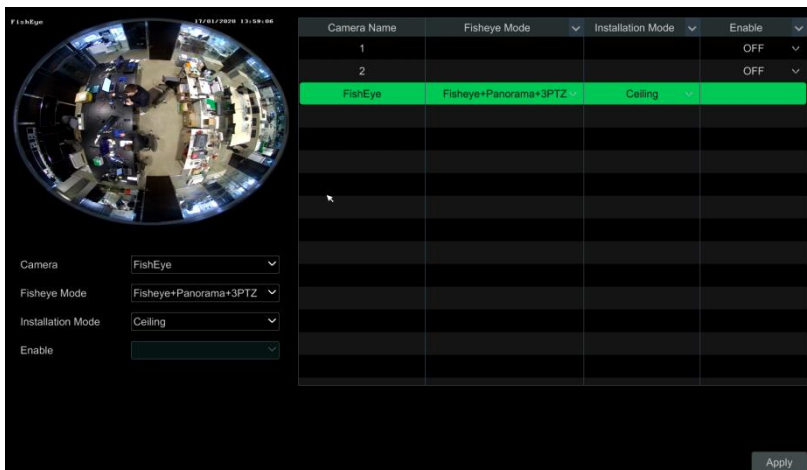 FishEye 17/01/2020 13:59:06
Camera Name Fisheye Mode Installation Mode Enable
1 OFF
2 OFF
FishEye Fisheye+Panorama+3PTZ Ceiling
Camera FishEye
Fisheye Mode Fisheye+Panorama+3PTZ
Installation Mode Ceiling
Enable
Apply